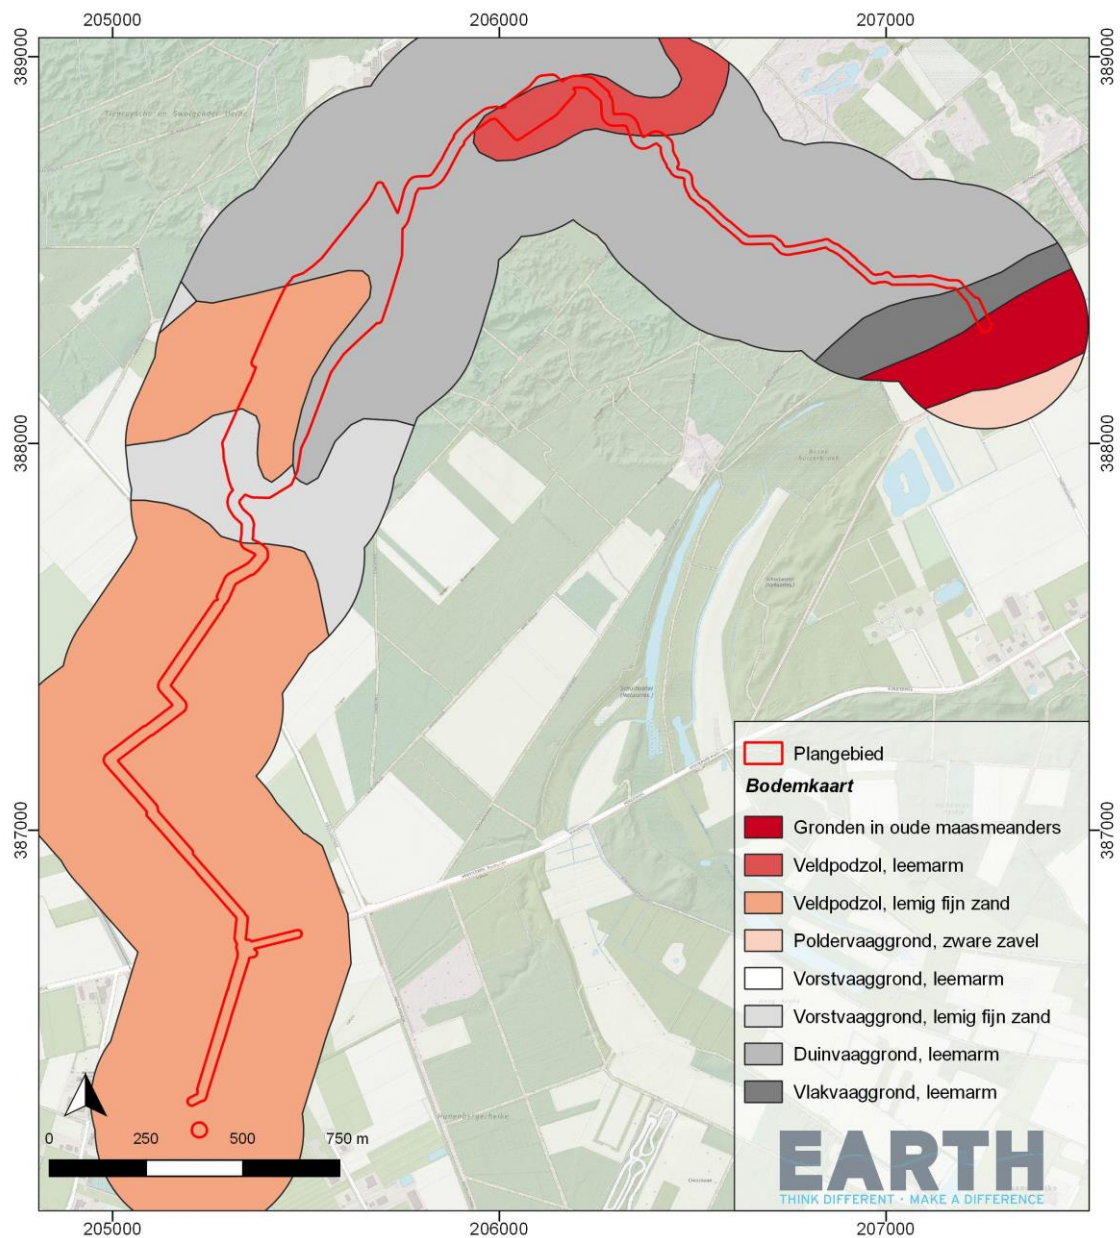 205000
206000
207000
389000
389000
388000
388000
387000
387000
Plangebied
Bodemkaart
Gronden in oude maasmeanders
Veldpodzol, leemarm
Veldpodzol, lemig fijn zand
Poldervaaggrond, zware zavel
Vorstvaaggrond, leemarm
Vorstvaaggrond, lemig fijn zand
Duinvaaggrond, leemarm
Vlakvaaggrond, leemarm
0 250 500 750 m
EARTH
THINK DIFFERENT · MAKE A DIFFERENCE
205000
206000
207000